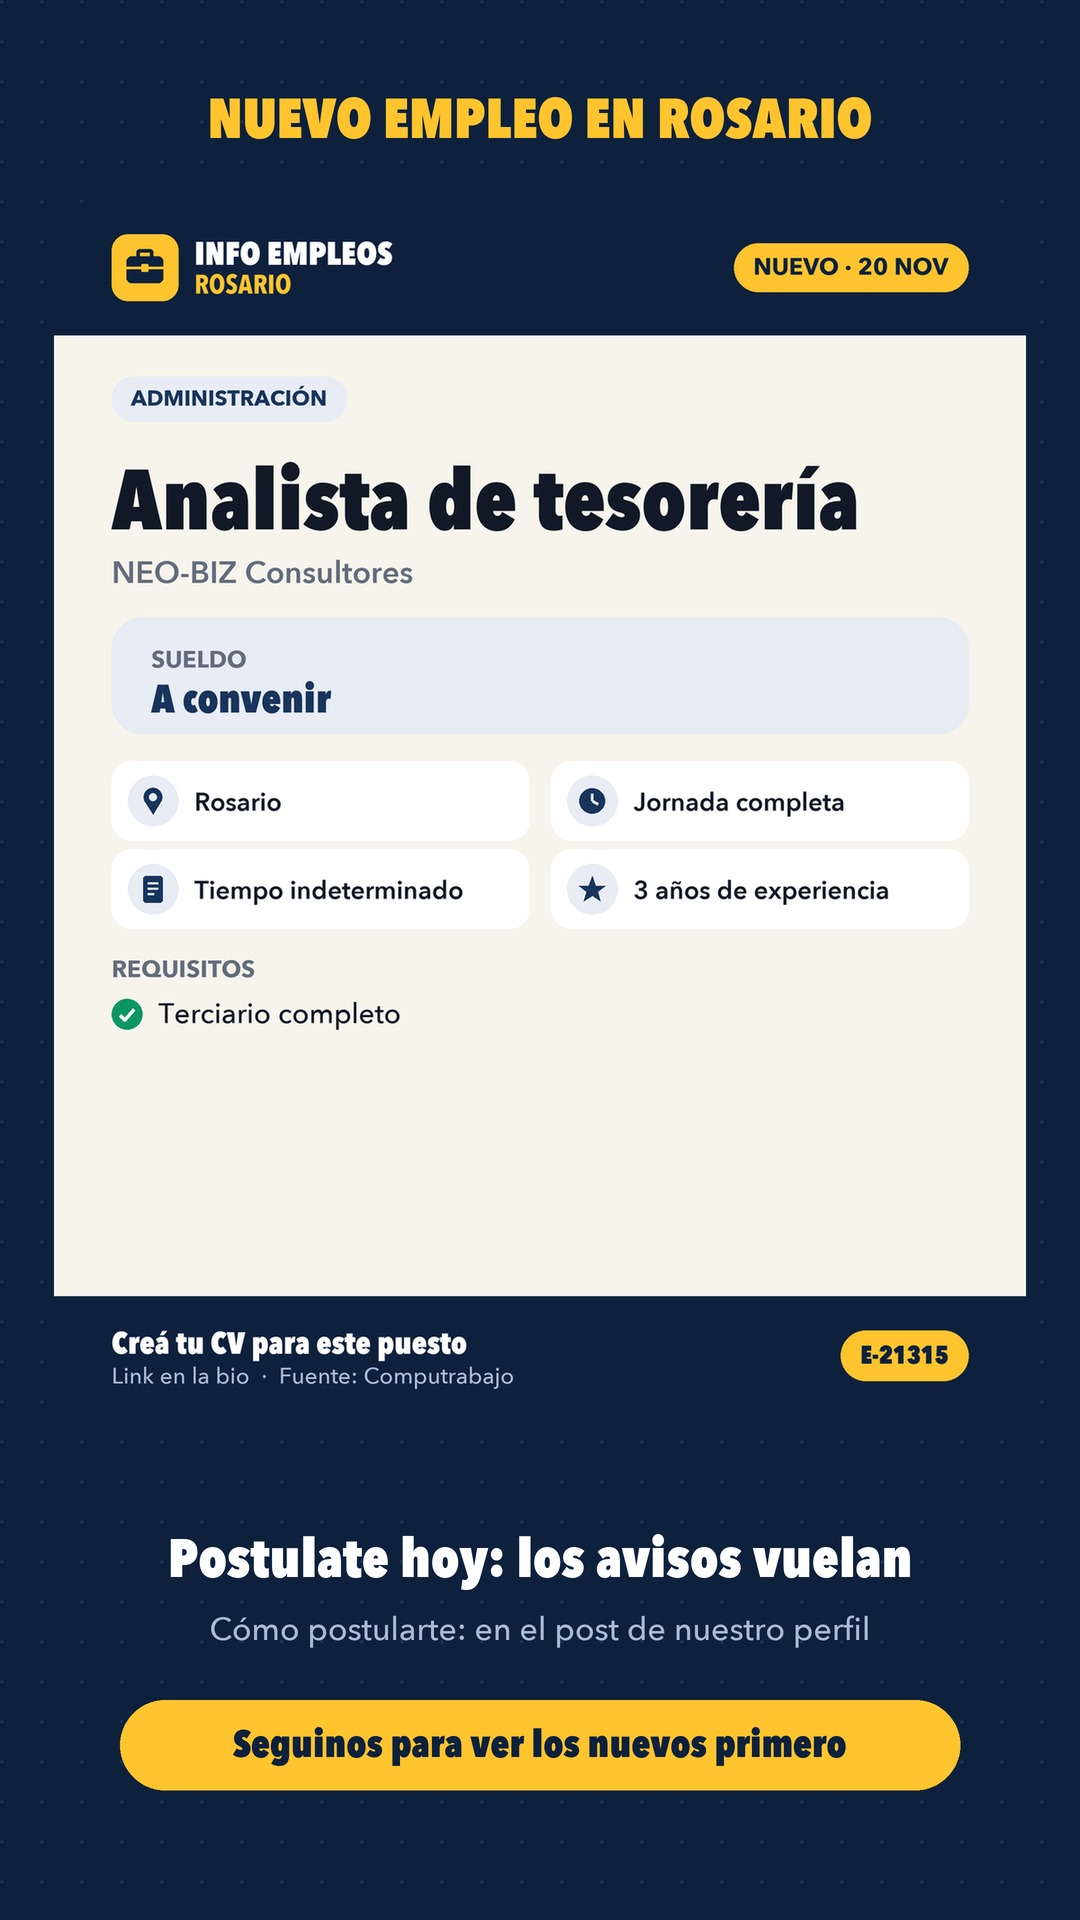 NUEVO EMPLEO EN ROSARIO
INFO EMPLEOS
ROSARIO
NUEVO · 20 NOV
ADMINISTRACIÓN
Analista de tesorería
NEO-BIZ Consultores
SUELDO
A convenir
Rosario
Jornada completa
Tiempo indeterminado
3 años de experiencia
REQUISITOS
Terciario completo
Creá tu CV para este puesto
Link en la bio · Fuente: Computrabajo
E-21315
Postulate hoy: los avisos vuelan
Cómo postularte: en el post de nuestro perfil
Seguinos para ver los nuevos primero